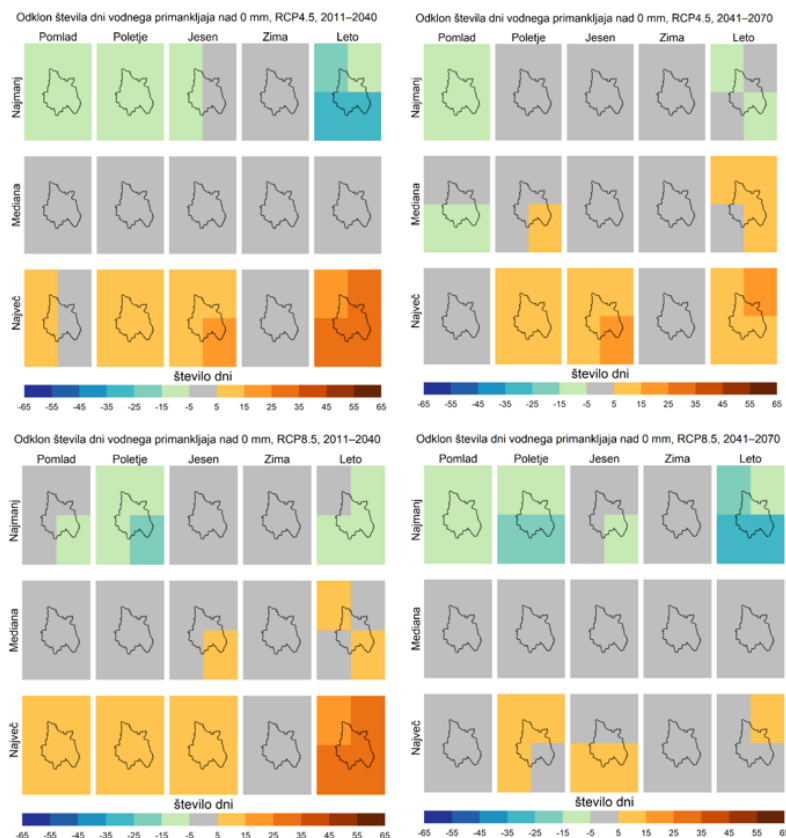 Odklon števila dni vodnega primankljaja nad 0 mm, RCP4.5, 2011–2040
Pomlad Poletje Jesen Zima Leto
Najmanj
Mediana
Največ
število dni
-65 -55 -45 -35 -25 -15 -5 5 15 25 35 45 55 65
Odklon števila dni vodnega primankljaja nad 0 mm, RCP4.5, 2041–2070
Pomlad Poletje Jesen Zima Leto
Najmanj
Mediana
Največ
število dni
-65 -55 -45 -35 -25 -15 -5 5 15 25 35 45 55 65
Odklon števila dni vodnega primankljaja nad 0 mm, RCP8.5, 2011–2040
Pomlad Poletje Jesen Zima Leto
Najmanj
Mediana
Največ
število dni
-65 -55 -45 -35 -25 -15 -5 5 15 25 35 45 55 65
Odklon števila dni vodnega primankljaja nad 0 mm, RCP8.5, 2041–2070
Pomlad Poletje Jesen Zima Leto
Najmanj
Mediana
Največ
število dni
-65 -55 -45 -35 -25 -15 -5 5 15 25 35 45 55